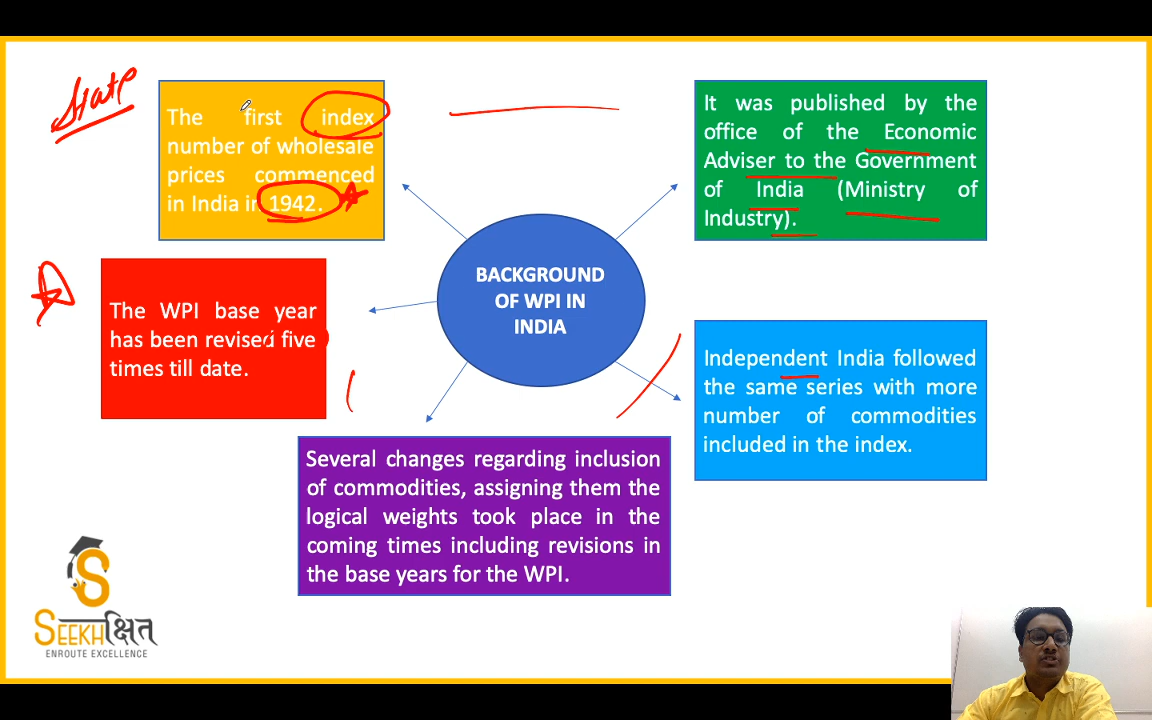 The first index
number of wholesale
prices commenced
in India in 1942.
It was published by the
office of the Economic
Adviser to the Government
of India (Ministry of
Industry).
BACKGROUND
OF WPI IN
INDIA
The WPI base year
has been revised five
times till date.
Independent India followed
the same series with more
number of commodities
included in the index.
Several changes regarding inclusion
of commodities, assigning them the
logical weights took place in the
coming times including revisions in
the base years for the WPI.
S
SEEKHक्षित
ENROUTE EXCELLENCE